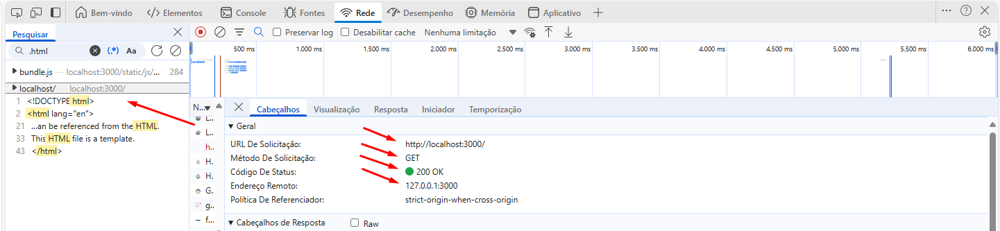 Bem-vindo Elementos Console Fontes Rede Desempenho Memória Aplicativo
Pesquisar
Preservar log Desabilitar cache Nenhuma limitação
.html (.*) Aa
500 ms 1.000 ms 1.500 ms 2.000 ms 2.500 ms 3.000 ms 3.500 ms 4.000 ms 4.500 ms 5.000 ms 5.500 ms 6.000 ms
bundle.js — localhost:3000/static/js/... 284
localhost/ — localhost:3000/
1 <!DOCTYPE html>
2 <html lang="en">
21 ...an be referenced from the HTML.
33 This HTML file is a template.
43 </html>
N...
L..
L..
h..
H..
H..
G..
g..
f...
Cabeçalhos Visualização Resposta Iniciador Temporização
Geral
URL De Solicitação: http://localhost:3000/
Método De Solicitação: GET
Código De Status: 200 OK
Endereço Remoto: 127.0.0.1:3000
Política De Referenciador: strict-origin-when-cross-origin
Cabeçalhos de Resposta Raw